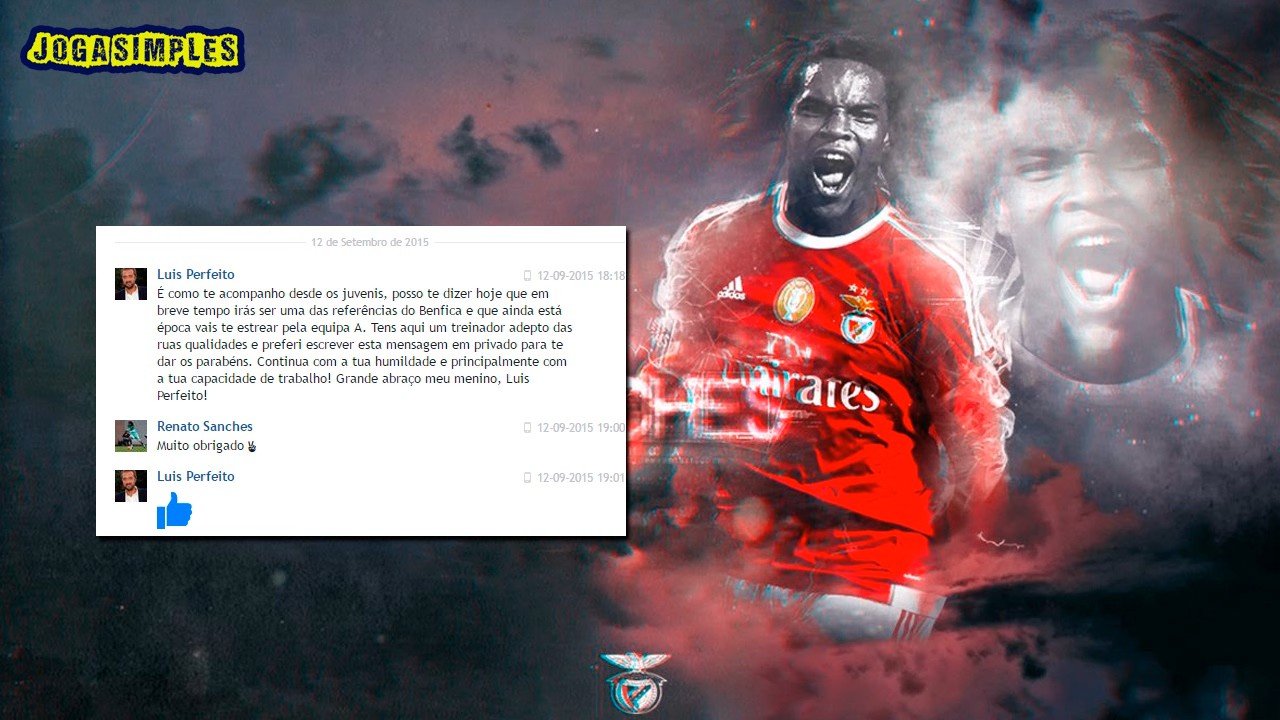 JOGASIMPLES
12 de Setembro de 2015
Luis Perfeito
12-09-2015 18:18
É como te acompanho desde os juvenis, posso te dizer hoje que em
breve tempo irás ser uma das referências do Benfica e que ainda está
época vais te estrear pela equipa A. Tens aqui um treinador adepto das
ruas qualidades e preferi escrever esta mensagem em privado para te
dar os parabéns. Continua com a tua humildade e principalmente com
a tua capacidade de trabalho! Grande abraço meu menino, Luis
Perfeito!
Renato Sanches
12-09-2015 19:00
Muito obrigado ✌
Luis Perfeito
12-09-2015 19:01
adidas
Fly
Emirates